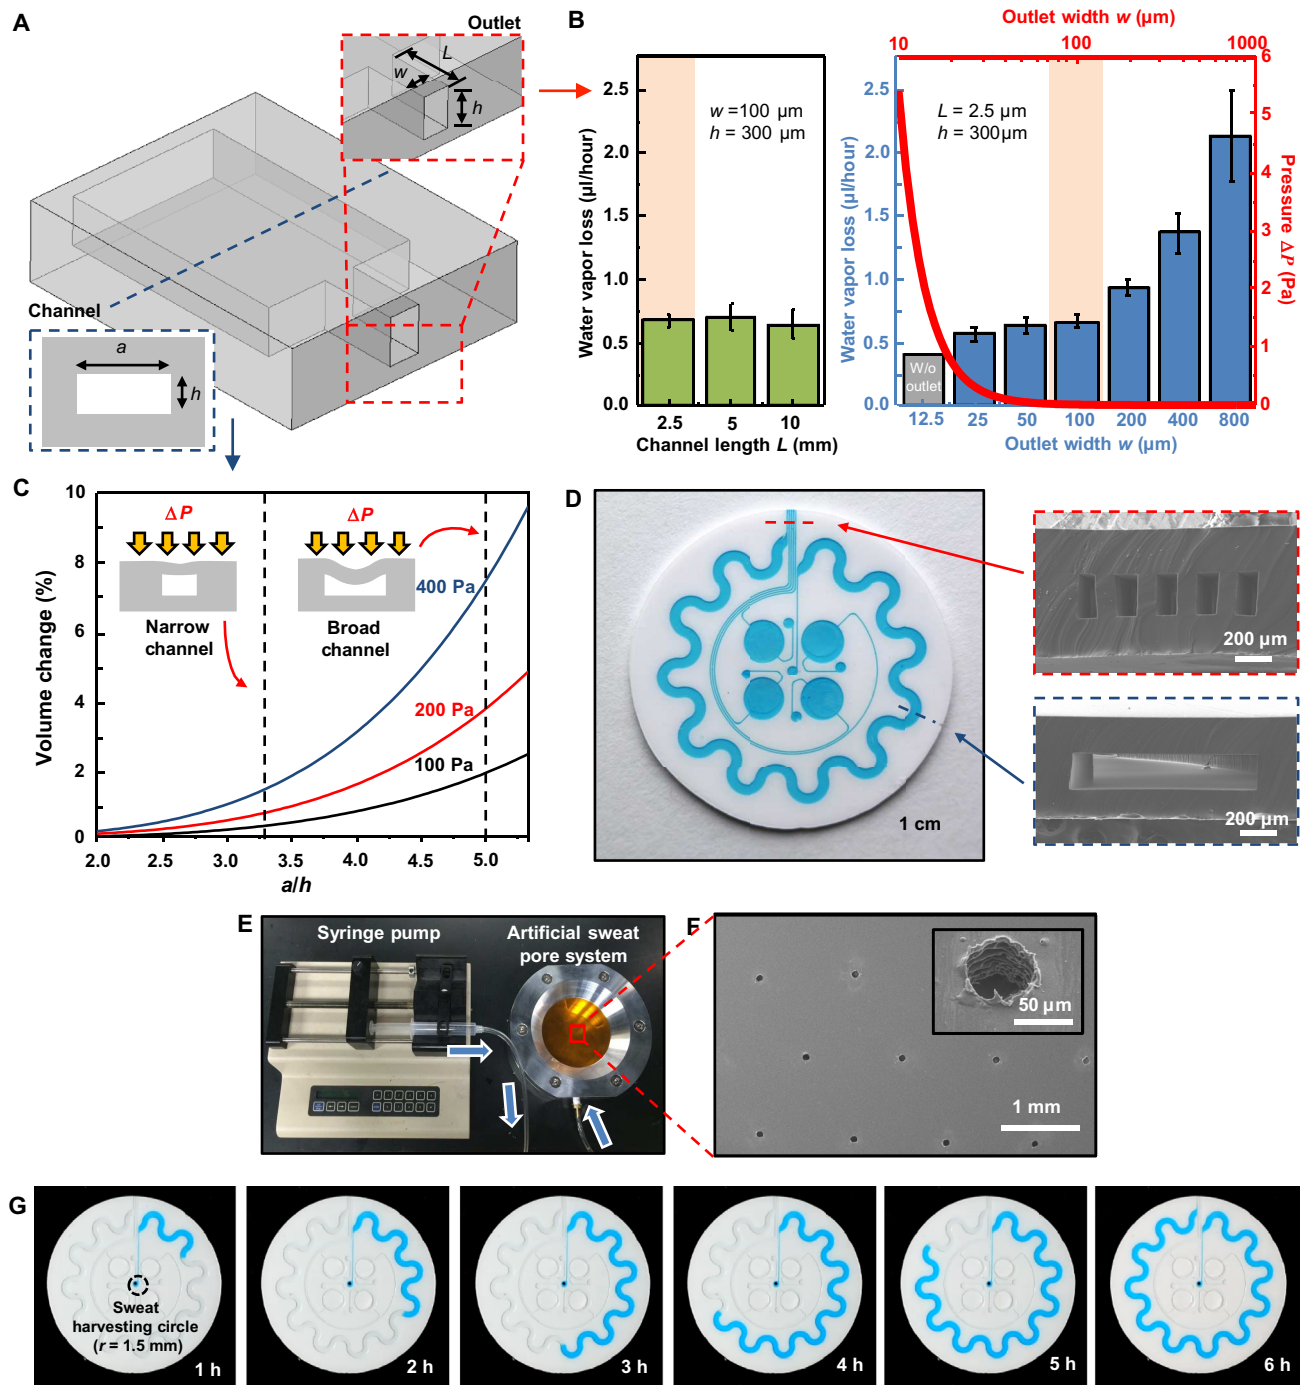 A
Outlet
L
w
h
Channel
a
h
B
Water vapor loss (µl/hour)
2.5
2.0
1.5
1.0
0.5
0.0
w =100 µm
h = 300 µm
2.5 5 10
Channel length L (mm)
Outlet width w (µm)
10 100 1000
Water vapor loss (µl/hour)
2.5
2.0
1.5
1.0
0.5
0.0
L = 2.5 µm
h = 300µm
W/o
outlet
6
5
4
3
2
1
0
Pressure ΔP (Pa)
12.5 25 50 100 200 400 800
Outlet width w (µm)
C
Volume change (%)
10
8
6
4
2
0
ΔP
ΔP
Narrow
channel
Broad
channel
400 Pa
200 Pa
100 Pa
2.0 2.5 3.0 3.5 4.0 4.5 5.0
a/h
D
1 cm
200 µm
200 µm
E
Syringe pump
Artificial sweat
pore system
F
50 µm
1 mm
G
Sweat
harvesting circle
(r = 1.5 mm)
1 h
2 h
3 h
4 h
5 h
6 h